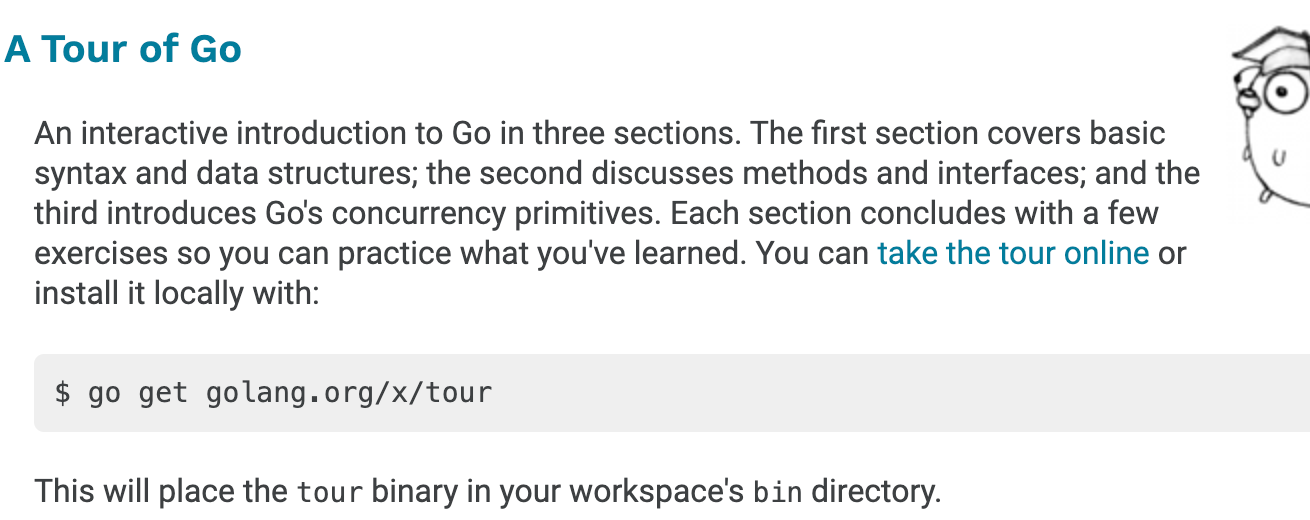 A Tour of Go
An interactive introduction to Go in three sections. The first section covers basic
syntax and data structures; the second discusses methods and interfaces; and the
third introduces Go's concurrency primitives. Each section concludes with a few
exercises so you can practice what you've learned. You can take the tour online or
install it locally with:
$ go get golang.org/x/tour
This will place the tour binary in your workspace's bin directory.